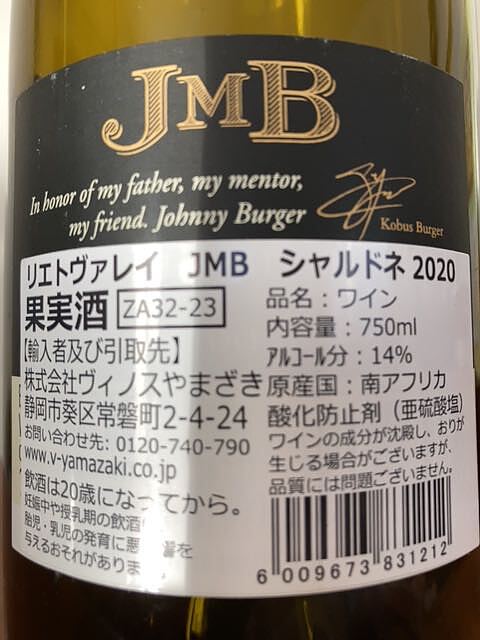 JMB
In honor of my father, my mentor,
my friend. Johnny Burger
Kobus Burger
リエトヴァレイ JMB シャルドネ 2020
果実酒 ZA32-23
【輸入者及び引取先】
株式会社ヴィノスやまざき
静岡市葵区常磐町2-4-24
お問い合わせ先: 0120-740-790
www.v-yamazaki.co.jp
飲酒は20歳になってから。
妊娠中や授乳期の飲酒
胎児・乳児の発育に悪影響を
与えるおそれがありま
品名：ワイン
内容量：750ml
アルコール分：14%
原産国：南アフリカ
酸化防止剤（亜硫酸塩）
ワインの成分が沈殿し、おりが
生じる場合がございますが、
品質には問題ございません。
6 009673 831212